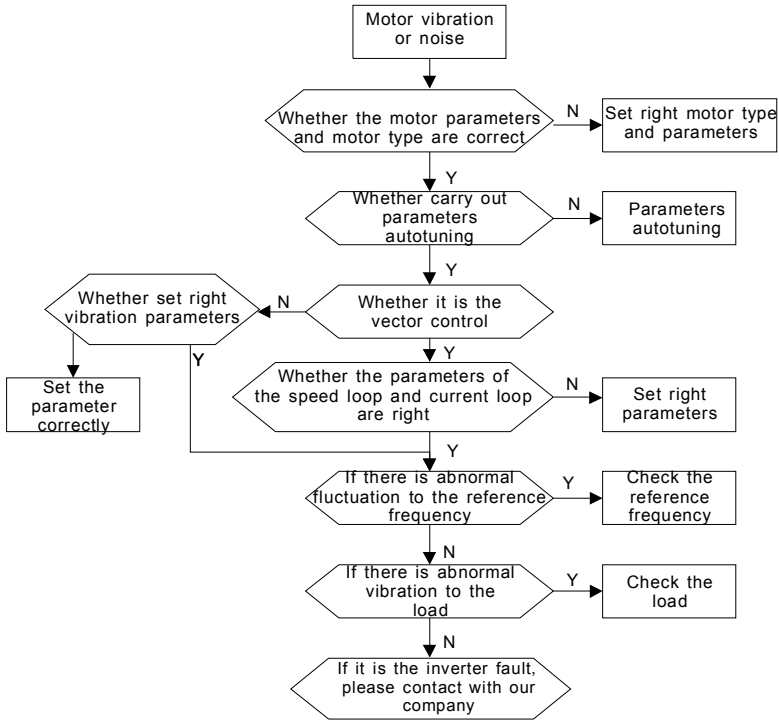 Motor vibration
or noise
Whether the motor parameters
and motor type are correct
N
Set right motor type
and parameters
Y
Whether carry out
parameters
autotuning
N
Parameters
autotuning
Y
Whether it is the
vector control
N
Whether set right
vibration parameters
Y
Set the
parameter
correctly
Y
Whether the parameters of
the speed loop and current loop
are right
N
Set right
parameters
Y
If there is abnormal
fluctuation to the reference
frequency
Y
Check the
reference
frequency
N
If there is abnormal
vibration to the
load
Y
Check the
load
N
If it is the inverter fault,
please contact with our
company